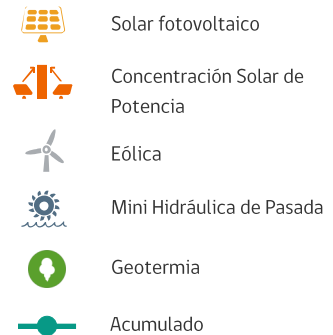 Solar fotovoltaico
Concentración Solar de
Potencia
Eólica
Mini Hidráulica de Pasada
Geotermia
Acumulado